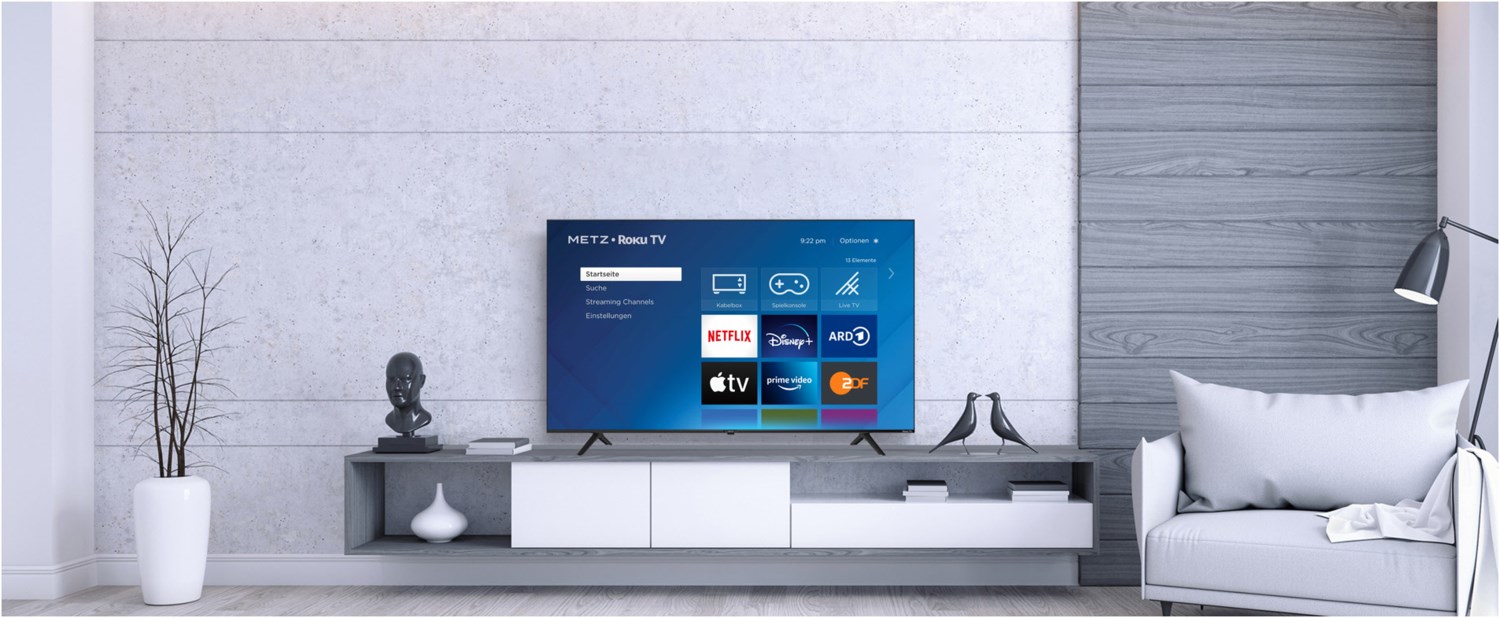 METZ • Roku TV
9:22 pm | Optionen ✱
13 Elemente
Startseite
Suche
Streaming Channels
Einstellungen
Kabelbox
Spielkonsole
Live TV
NETFLIX
Disney+
ARD 1
tv
prime video
ZDF